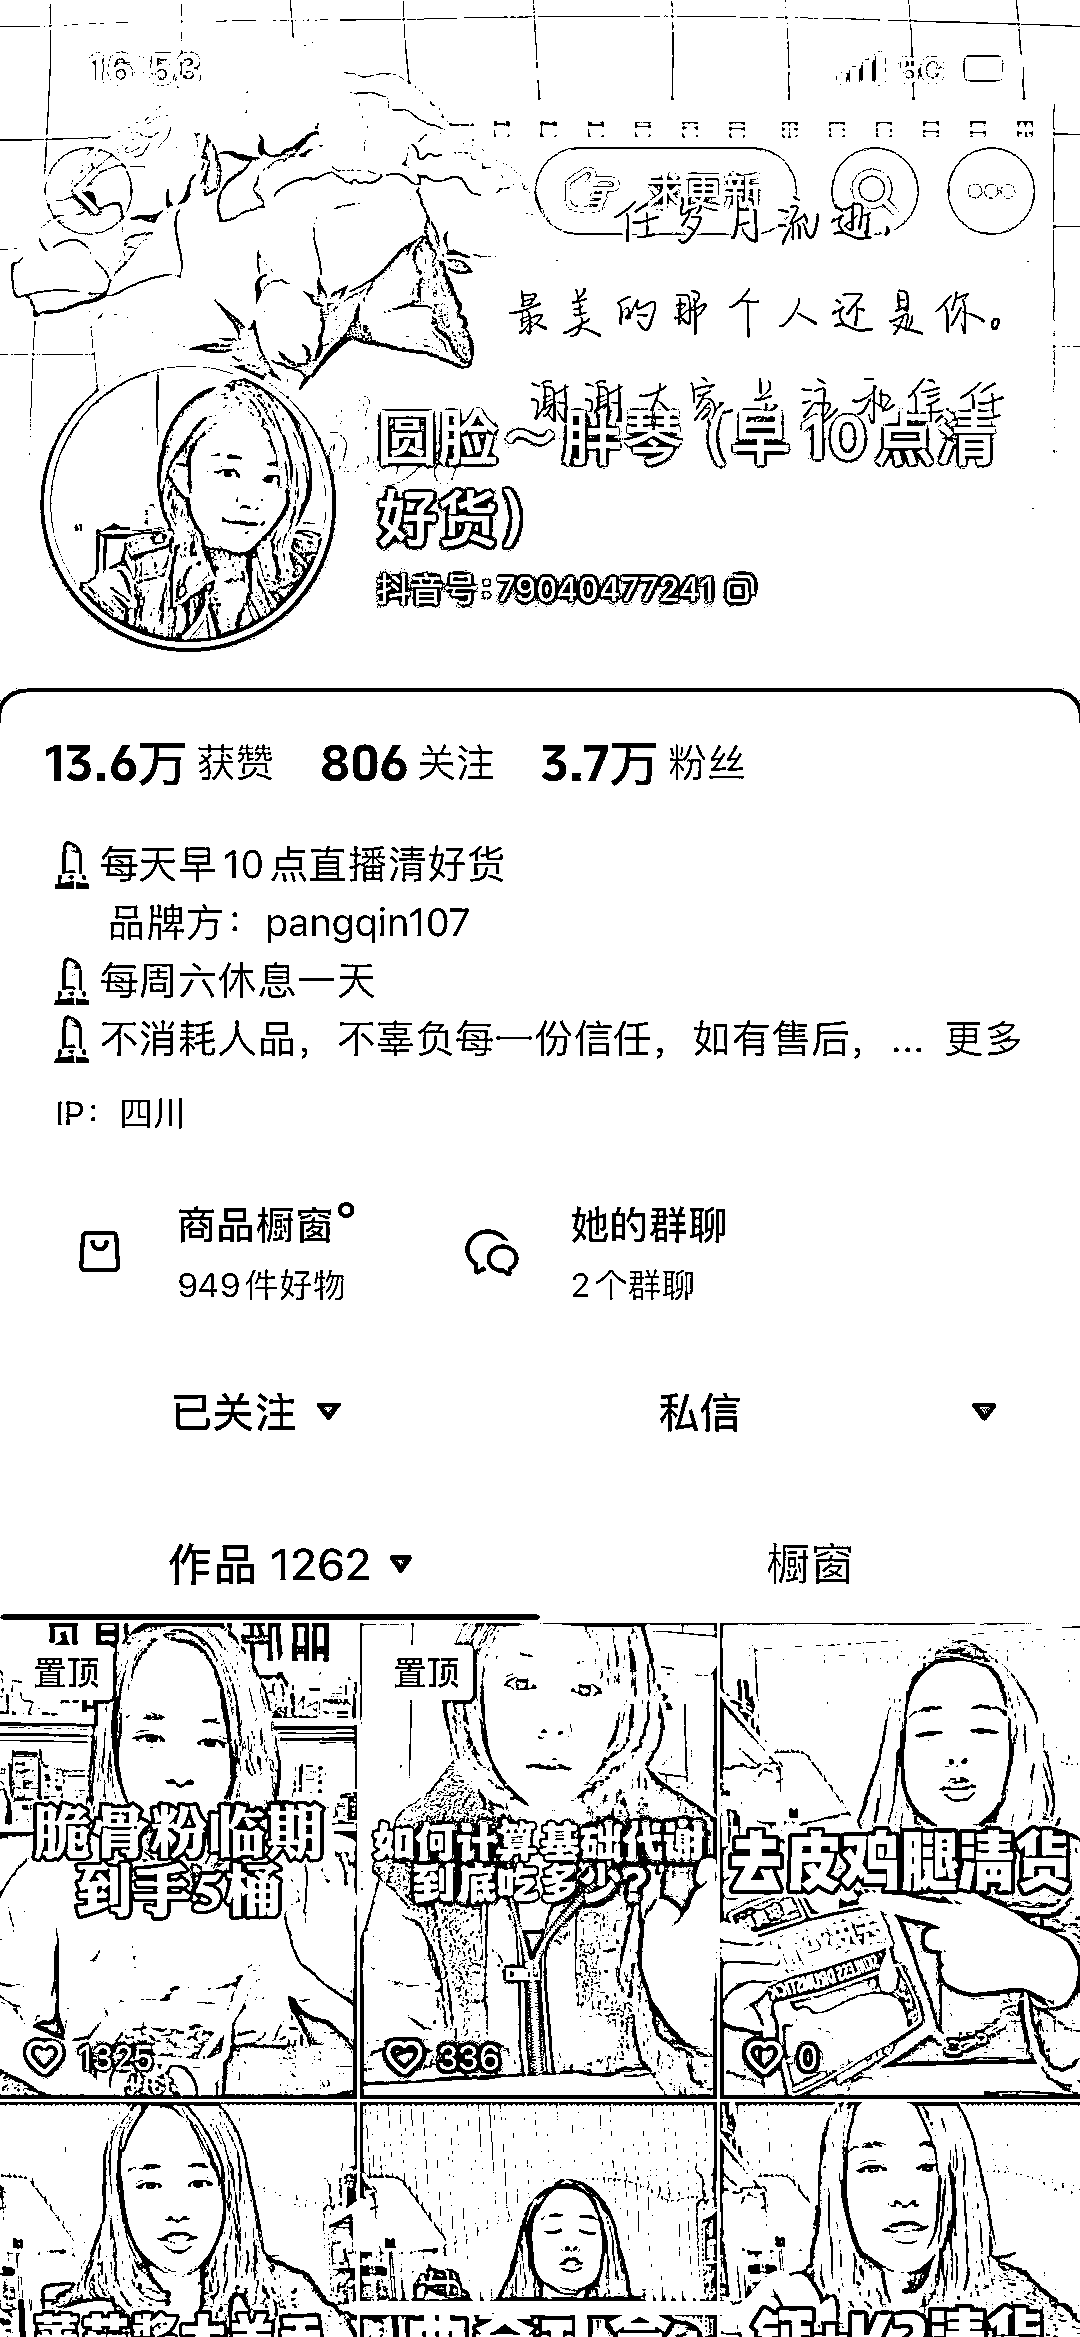 16:53
5G
求更新
任岁月流逝,
最美的那个人还是你。
谢谢大家关注和信任
圆脸～胖琴（早10点清
好货）
抖音号:79040477241
13.6万 获赞 806 关注 3.7万 粉丝
每天早10点直播清好货
品牌方：pangqin107
每周六休息一天
不消耗人品，不辜负每一份信任，如有售后，... 更多
IP：四川
商品橱窗 她的群聊
949件好物 2个群聊
已关注 私信
作品 1262 橱窗
置顶 置顶
脆骨粉临期
到手5桶
如何计算基础代谢
到底吃多少？
去皮鸡腿清货
1325 336 0
钙+K2清货